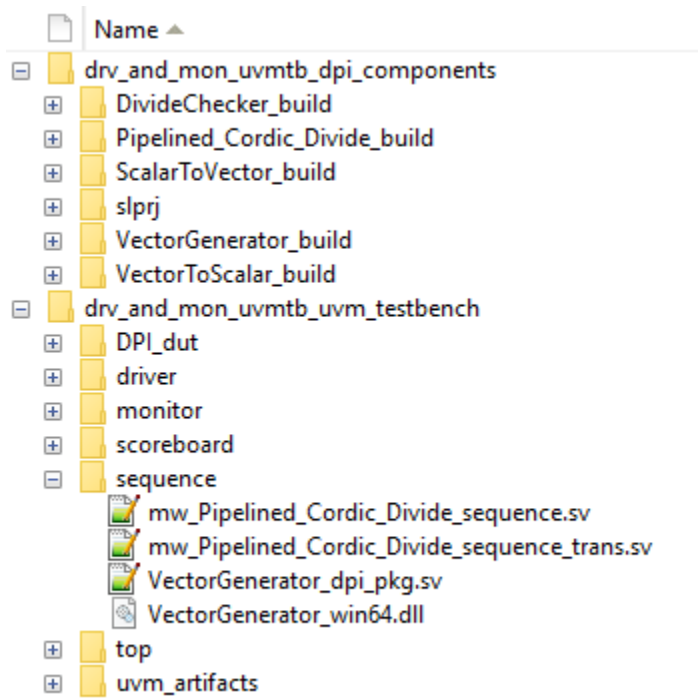 Name
drv_and_mon_uvmtb_dpi_components
DivideChecker_build
Pipelined_Cordic_Divide_build
ScalarToVector_build
slprj
VectorGenerator_build
VectorToScalar_build
drv_and_mon_uvmtb_uvm_testbench
DPI_dut
driver
monitor
scoreboard
sequence
mw_Pipelined_Cordic_Divide_sequence.sv
mw_Pipelined_Cordic_Divide_sequence_trans.sv
VectorGenerator_dpi_pkg.sv
VectorGenerator_win64.dll
top
uvm_artifacts